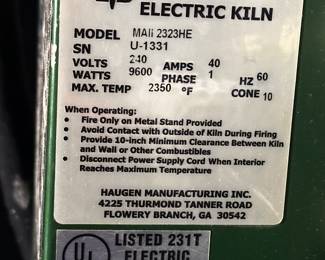 ELECTRIC KILN
MODEL MAII 2323HE
SN U-1331
VOLTS 240 AMPS 40
WATTS 9600 PHASE 1 HZ 60
MAX. TEMP 2350 °F CONE 10
When Operating:
• Fire Only on Metal Stand Provided
• Avoid Contact with Outside of Kiln During Firing
• Provide 10-inch Minimum Clearance Between Kiln
and Wall or Other Combustibles
• Disconnect Power Supply Cord When Interior
Reaches Maximum Temperature
HAUGEN MANUFACTURING INC.
4225 THURMOND TANNER ROAD
FLOWERY BRANCH, GA 30542
UL LISTED 231T
ELECTRIC